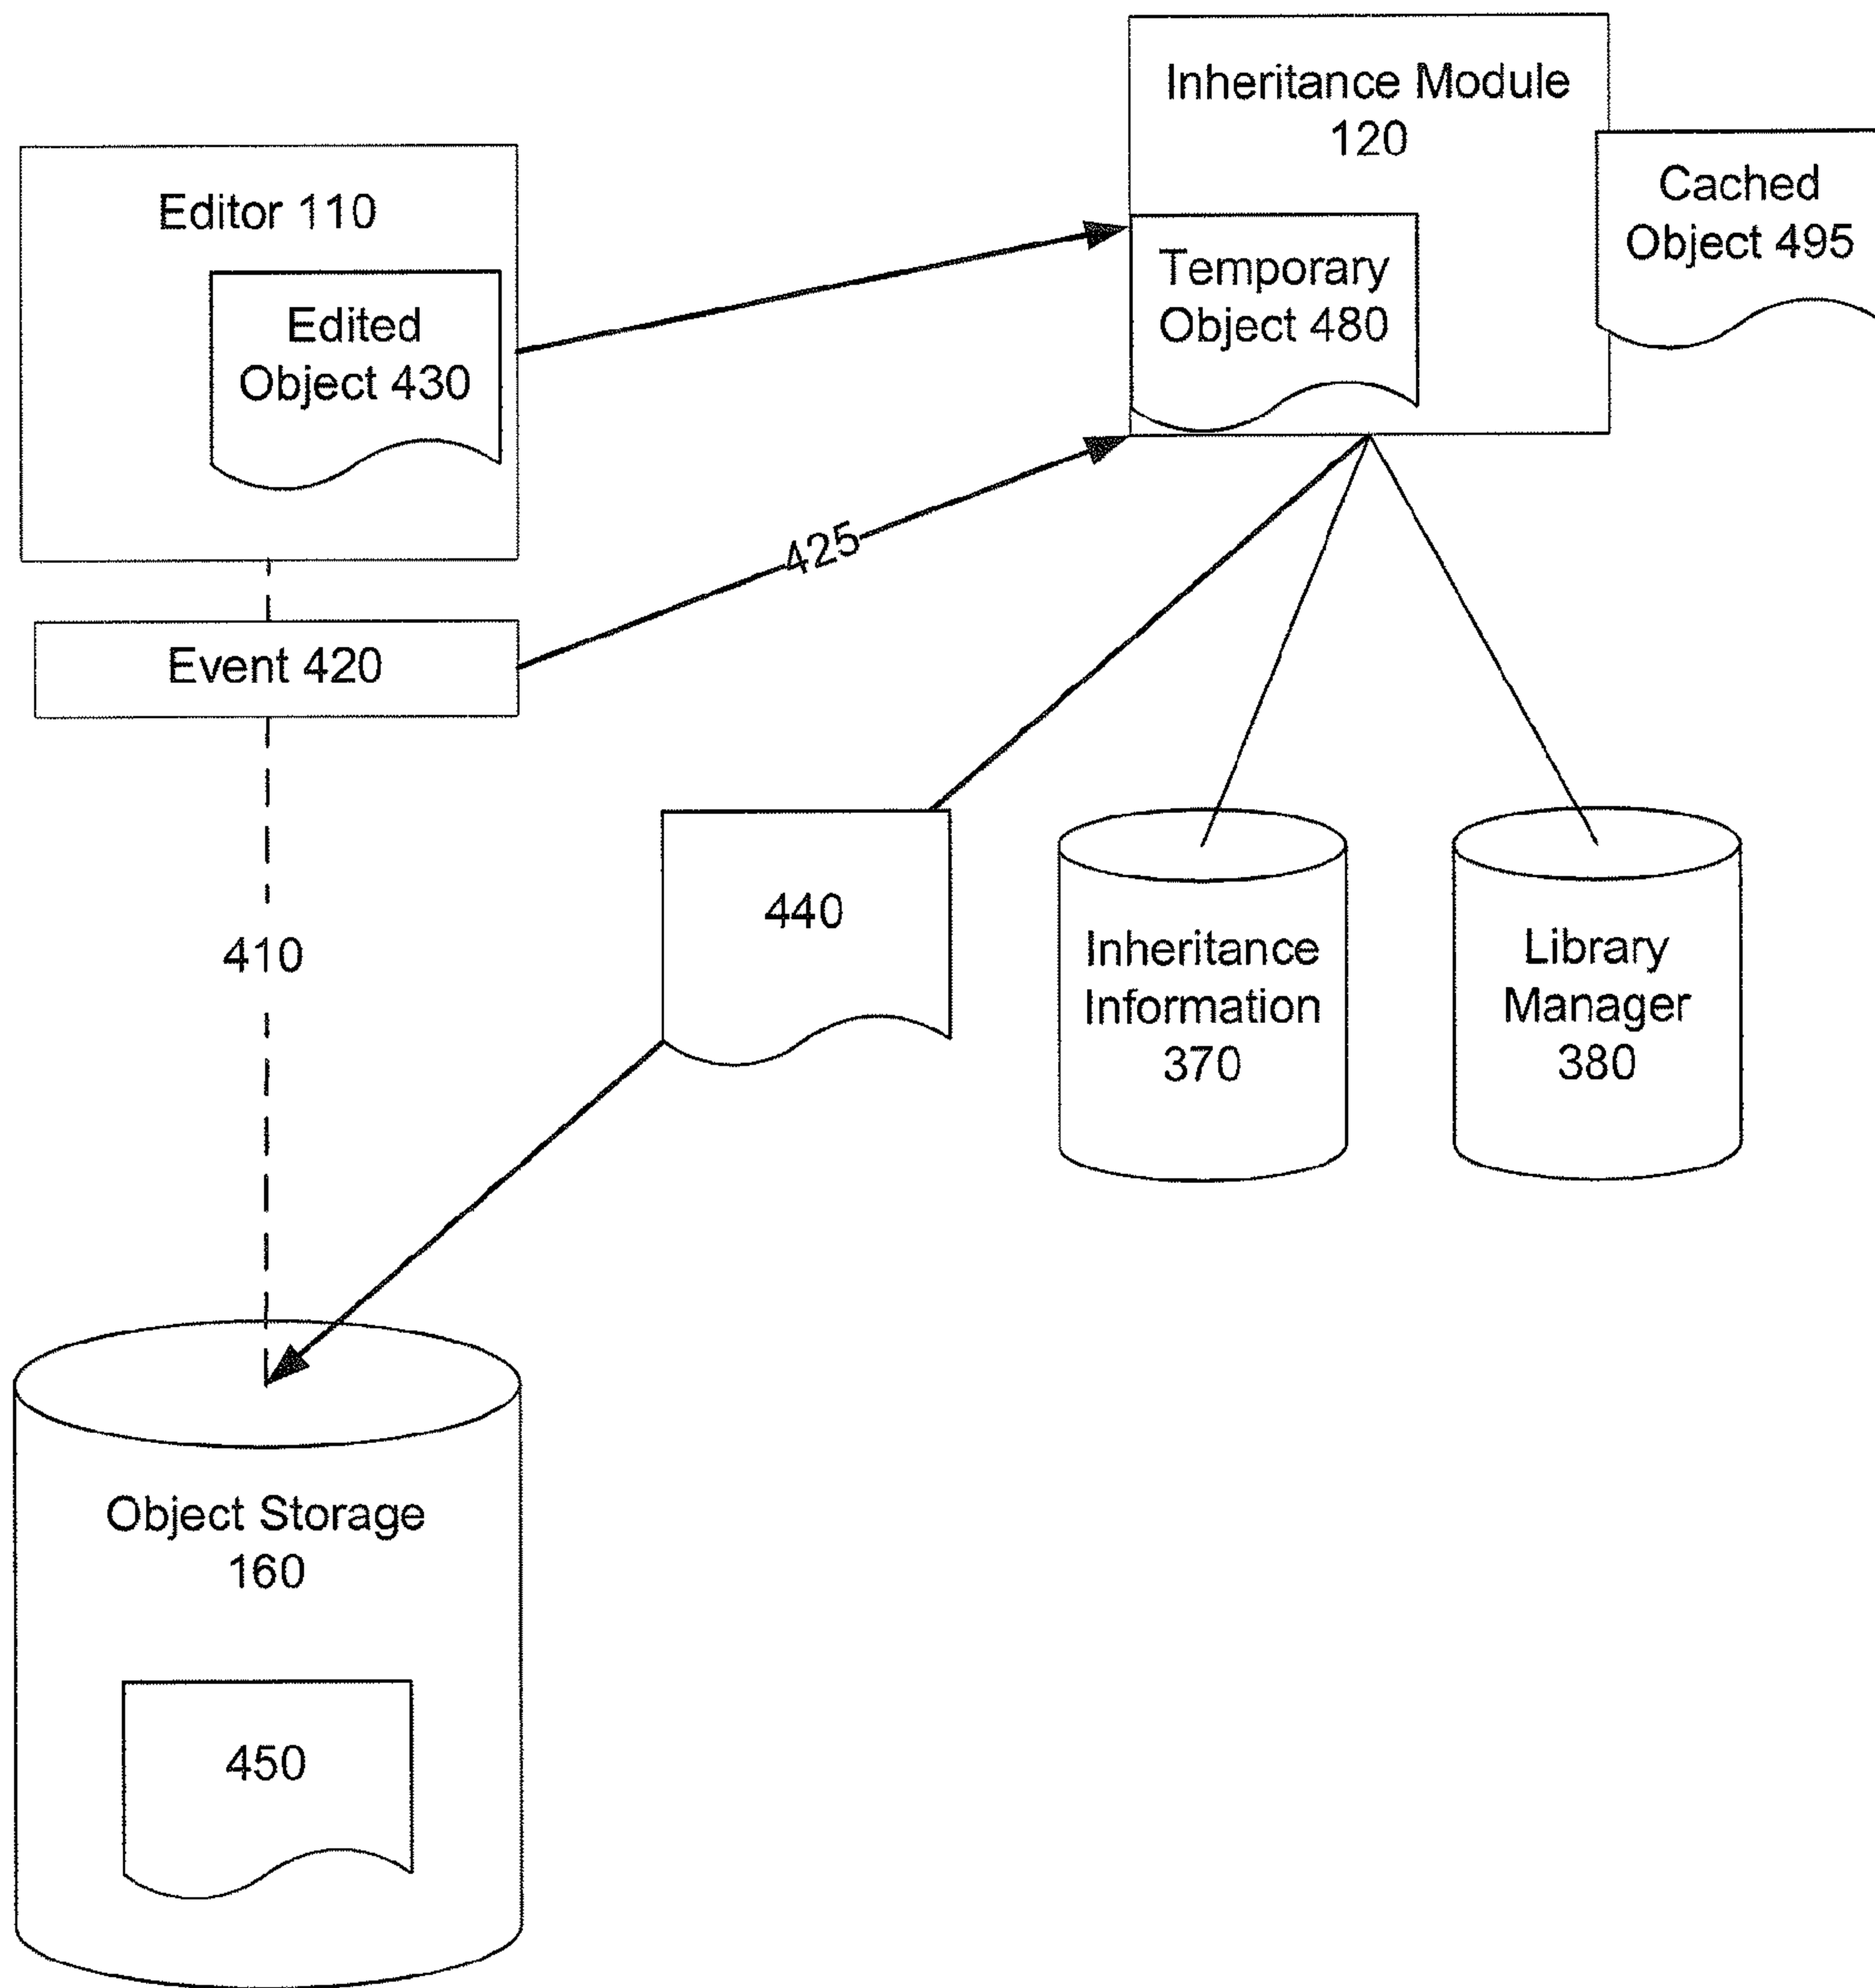 Inheritance Module
120
Cached
Object 495
Editor 110
Temporary
Object 480
Edited
Object 430
425
Event 420
440
410
Inheritance
Information
370
Library
Manager
380
Object Storage
160
450